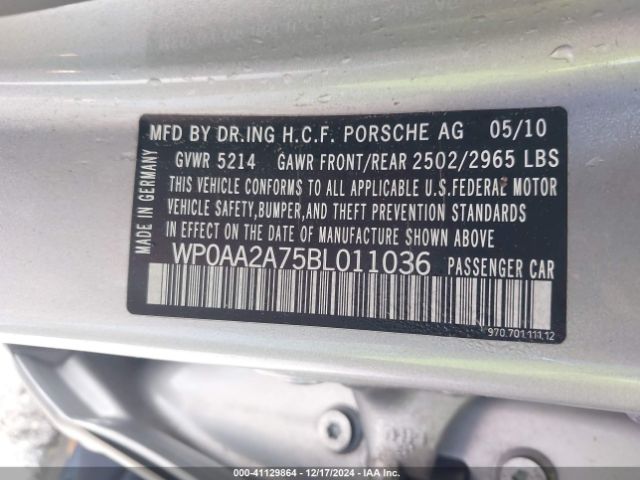 MFD BY DR.ING H.C.F. PORSCHE AG 05/10
GVWR 5214 GAWR FRONT/REAR 2502/2965 LBS
MADE IN GERMANY
THIS VEHICLE CONFORMS TO ALL APPLICABLE U.S.FEDERAL MOTOR
VEHICLE SAFETY,BUMPER,AND THEFT PREVENTION STANDARDS
IN EFFECT ON THE DATE OF MANUFACTURE SHOWN ABOVE.
WP0AA2A75BL011036 PASSENGER CAR
970.701.111.12
00-41129864 - 12/17/2024 - IAA Inc.